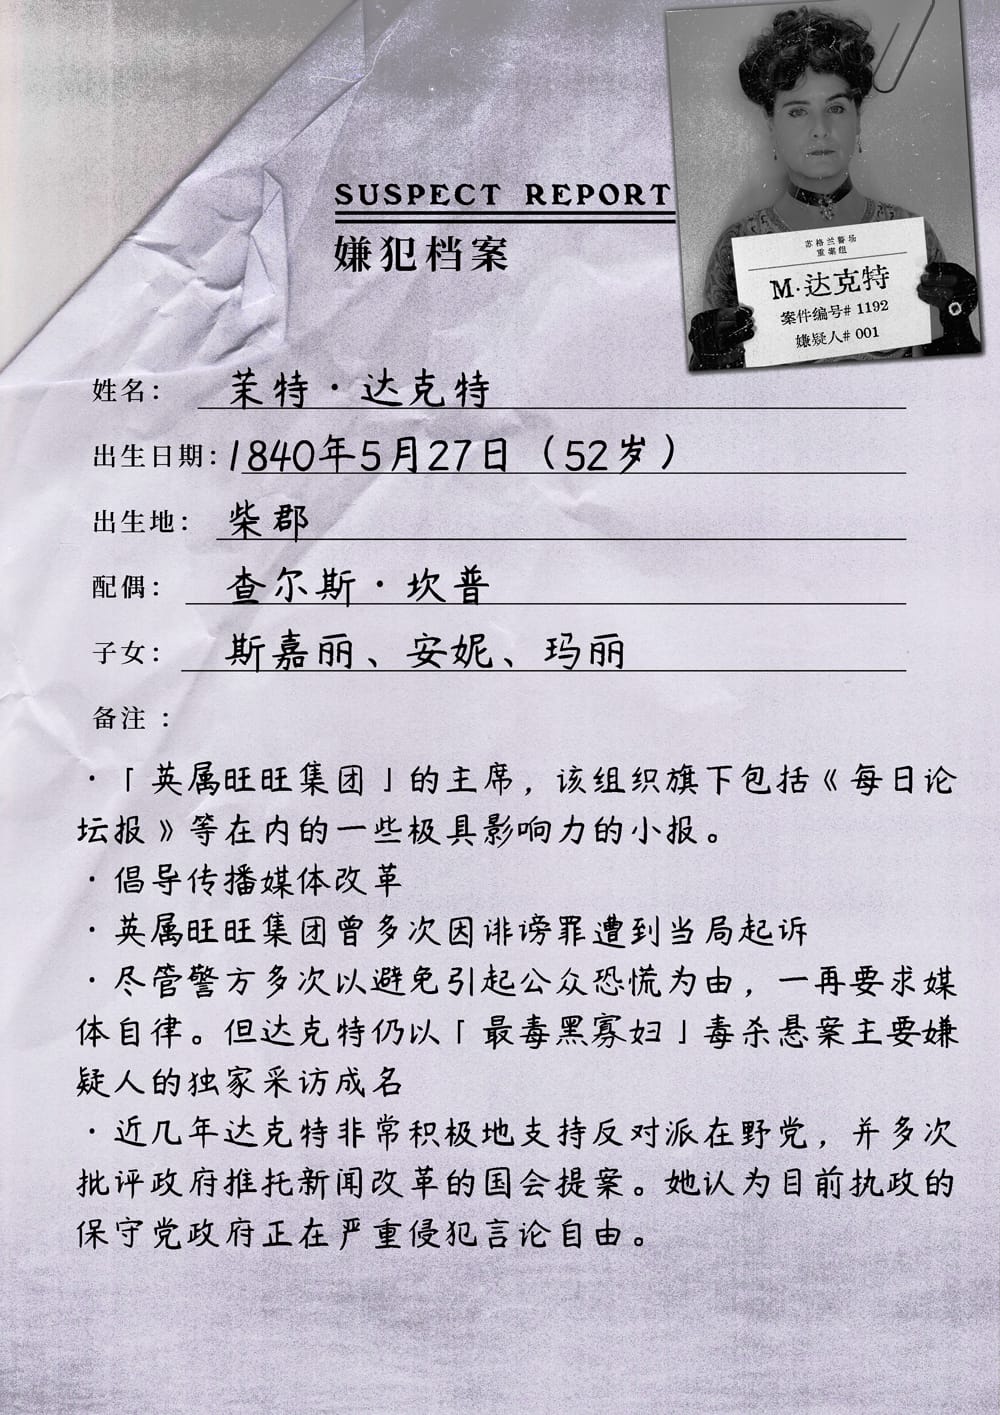 SUSPECT REPORT
嫌犯档案
苏格兰警场
重案组
M·达克特
案件编号# 1192
嫌疑人# 001
姓名：茉特·达克特
出生日期：1840年5月27日（52岁）
出生地：柴郡
配偶：查尔斯·坎普
子女：斯嘉丽、安妮、玛丽
备注：
·「英属旺旺集团」的主席，该组织旗下包括《每日论
坛报》等在内的一些极具影响力的小报。
·倡导传播媒体改革
·英属旺旺集团曾多次因诽谤罪遭到当局起诉
·尽管警方多次以避免引起公众恐慌为由，一再要求媒
体自律。但达克特仍以「最毒黑寡妇」毒杀悬案主要嫌
疑人的独家采访成名
·近几年达克特非常积极地支持反对派在野党，并多次
批评政府推托新闻改革的国会提案。她认为目前执政的
保守党政府正在严重侵犯言论自由。